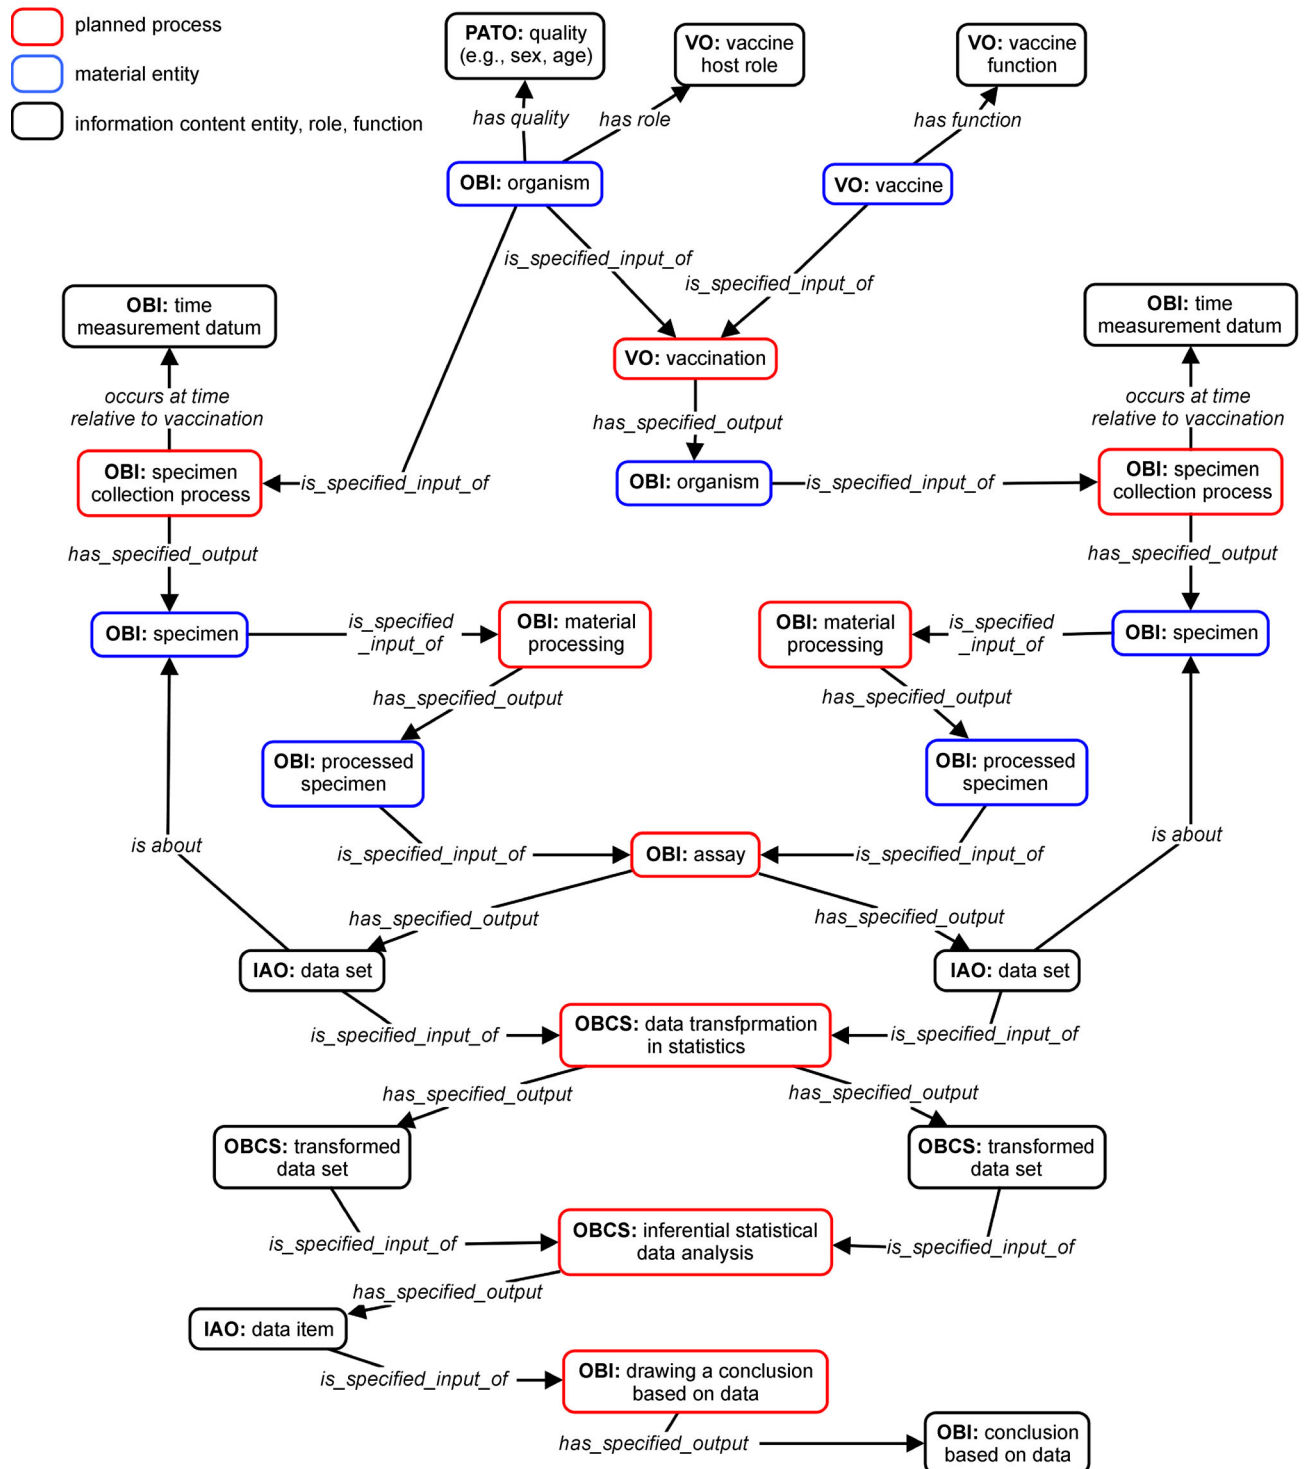 planned process
material entity
information content entity, role, function
PATO: quality
(e.g., sex, age)
VO: vaccine
host role
VO: vaccine
function
has quality
has role
has function
OBI: organism
VO: vaccine
is_specified_input_of
is_specified_input_of
OBI: time
measurement datum
OBI: time
measurement datum
VO: vaccination
occurs at time
relative to vaccination
occurs at time
relative to vaccination
has_specified_output
OBI: specimen
collection process
is_specified_input_of
OBI: organism
is_specified_input_of
OBI: specimen
collection process
has_specified_output
has_specified_output
OBI: specimen
is_specified
_input_of
OBI: material
processing
OBI: material
processing
is_specified
_input_of
OBI: specimen
has_specified_output
has_specified_output
OBI: processed
specimen
OBI: processed
specimen
is about
is about
is_specified_input_of
OBI: assay
is_specified_input_of
has_specified_output
has_specified_output
IAO: data set
IAO: data set
is_specified_input_of
OBCS: data transfprmation
in statistics
is_specified_input_of
has_specified_output
has_specified_output
OBCS: transformed
data set
OBCS: transformed
data set
is_specified_input_of
OBCS: inferential statistical
data analysis
is_specified_input_of
has_specified_output
IAO: data item
is_specified_input_of
OBI: drawing a conclusion
based on data
has_specified_output
OBI: conclusion
based on data